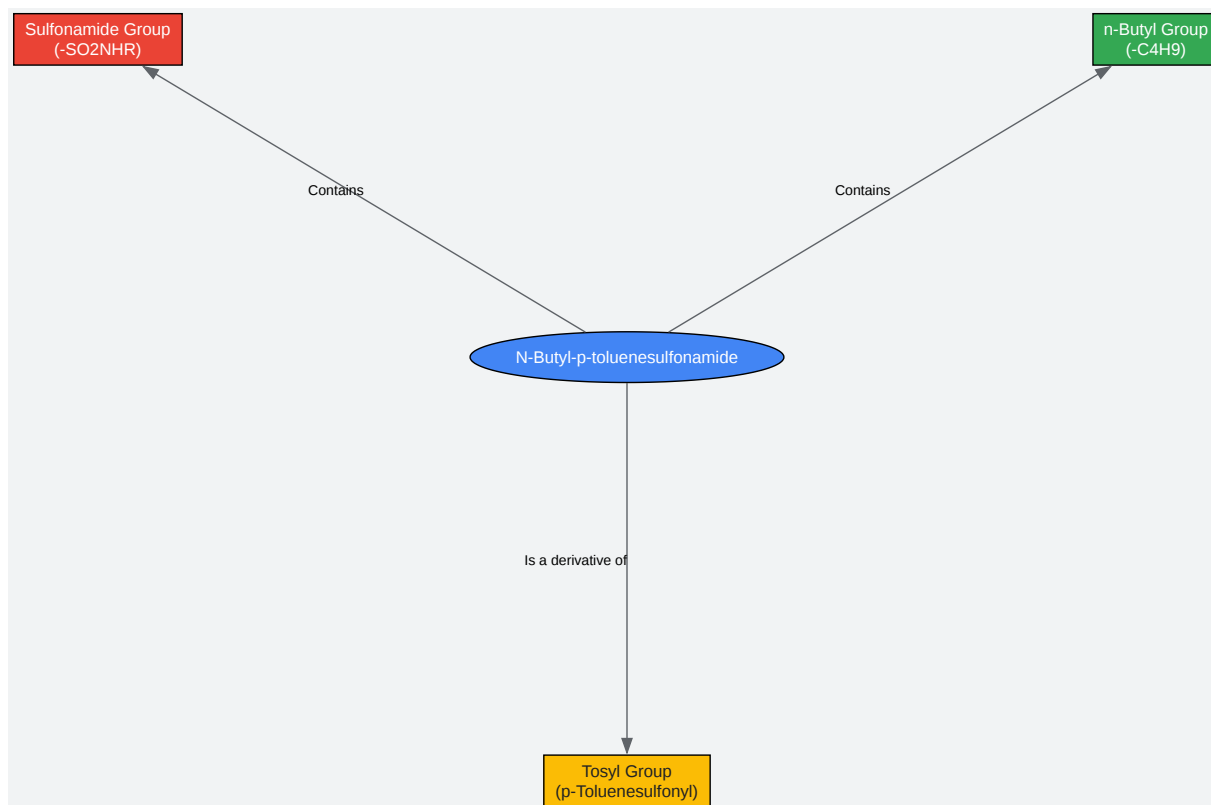 Sulfonamide Group
(-SO2NHR)
n-Butyl Group
(-C4H9)
Contains
Contains
N-Butyl-p-toluenesulfonamide
Is a derivative of
Tosyl Group
(p-Toluenesulfonyl)